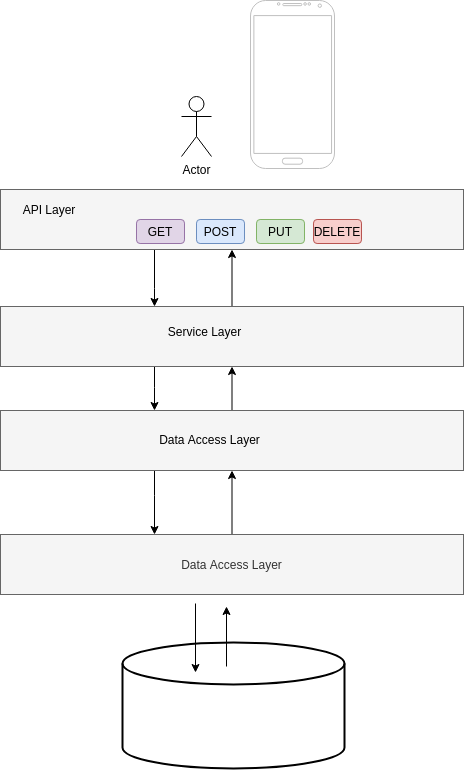 Actor
API Layer
GET POST PUT DELETE
Service Layer
Data Access Layer
Data Access Layer